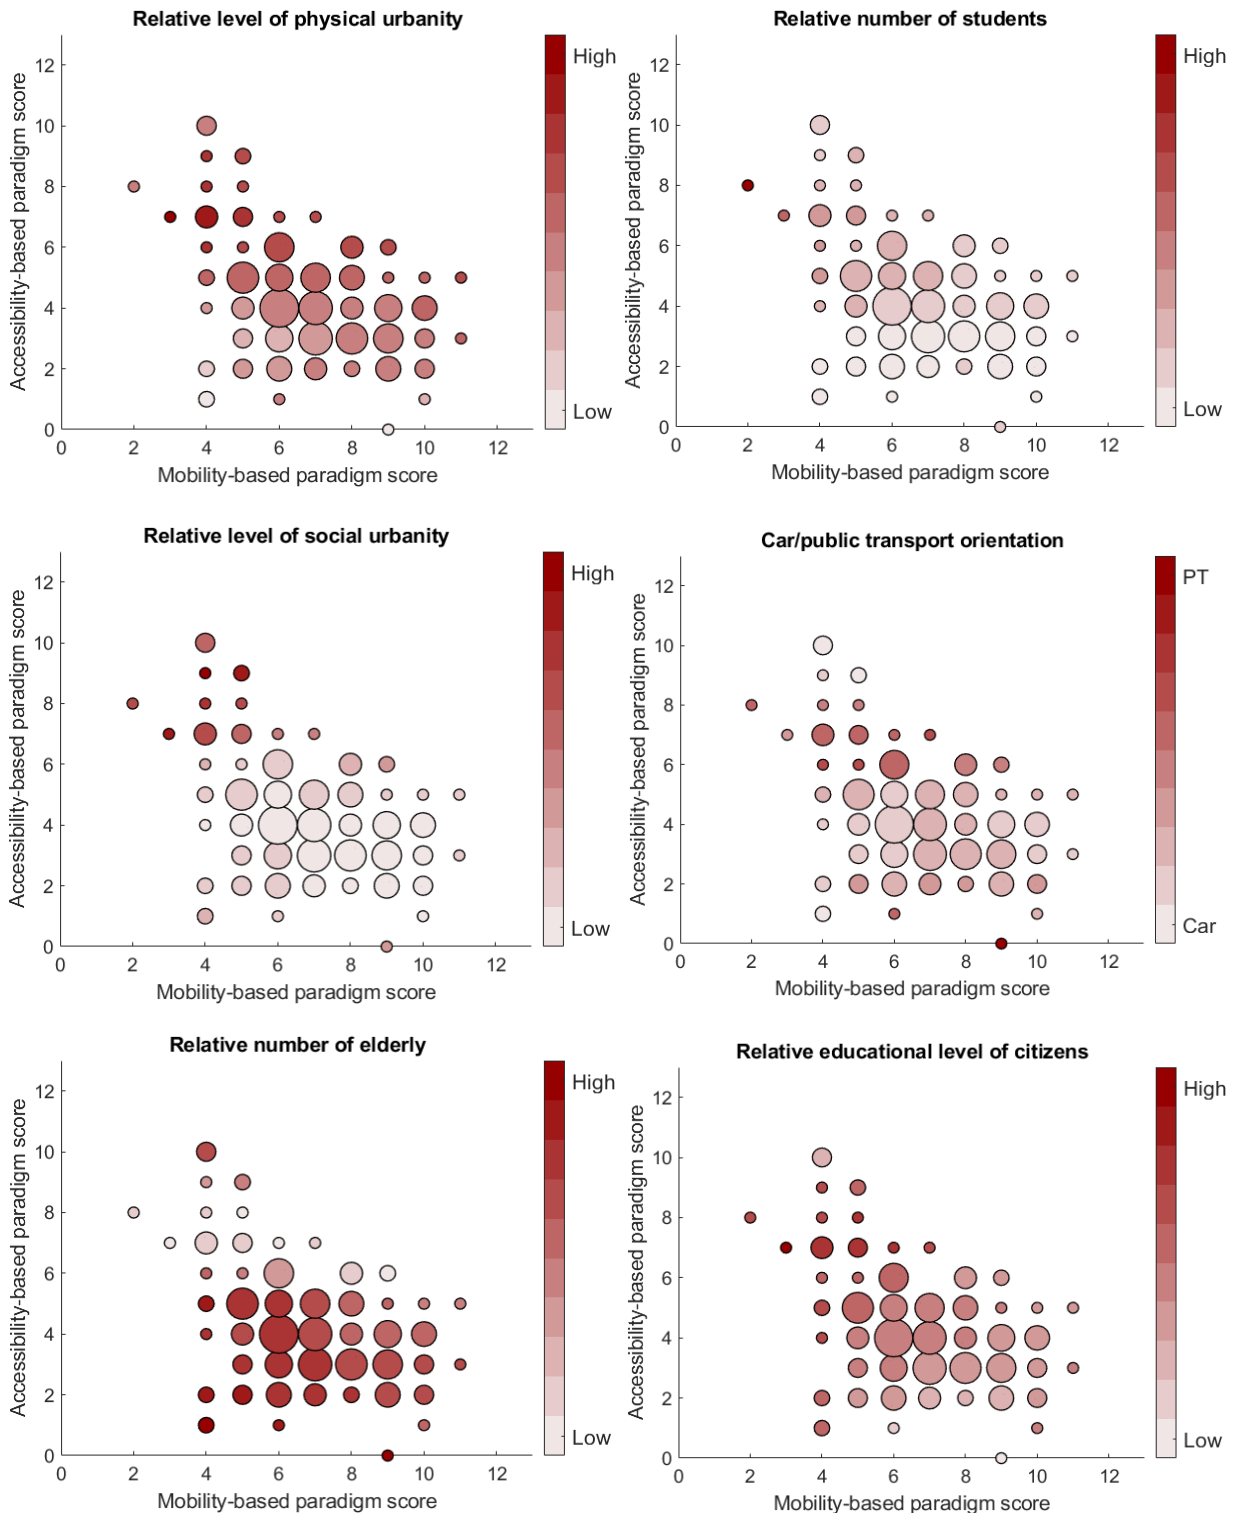 Relative level of physical urbanity
Accessibility-based paradigm score
12
10
8
6
4
2
0
0 2 4 6 8 10 12
Mobility-based paradigm score
High
Low
Relative number of students
Accessibility-based paradigm score
12
10
8
6
4
2
0
0 2 4 6 8 10 12
Mobility-based paradigm score
High
Low
Relative level of social urbanity
Accessibility-based paradigm score
12
10
8
6
4
2
0
0 2 4 6 8 10 12
Mobility-based paradigm score
High
Low
Car/public transport orientation
Accessibility-based paradigm score
12
10
8
6
4
2
0
0 2 4 6 8 10 12
Mobility-based paradigm score
PT
Car
Relative number of elderly
Accessibility-based paradigm score
12
10
8
6
4
2
0
0 2 4 6 8 10 12
Mobility-based paradigm score
High
Low
Relative educational level of citizens
Accessibility-based paradigm score
12
10
8
6
4
2
0
0 2 4 6 8 10 12
Mobility-based paradigm score
High
Low